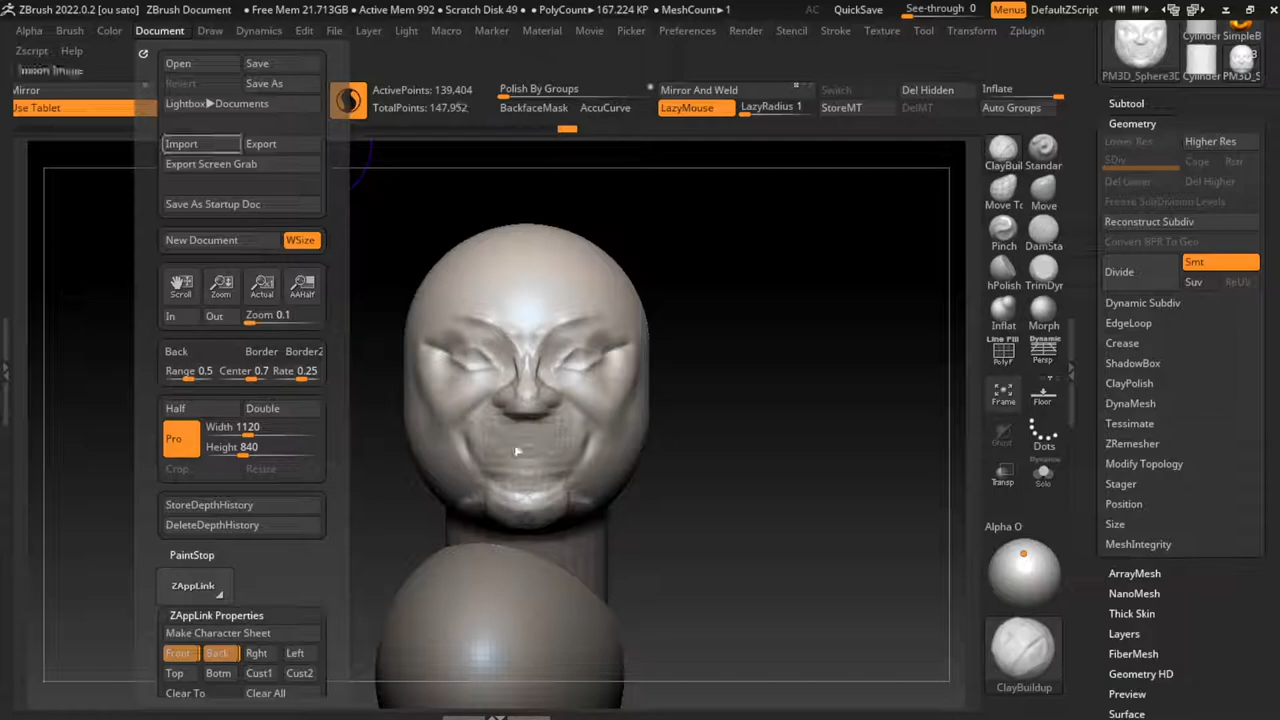 ZBrush 2022.0.2 [ou sato] ZBrush Document • Free Memory 21.713GB • Active Memory 992 • Scratch Disk 49 • PolyCount▸167.224 KP • MeshCount▸1 AC QuickSave See-through 0 Menus DefaultZScript
Alpha Brush Color Document Draw Dynamics Edit File Layer Light Macro Marker Material Movie Picker Preferences Render Stencil Stroke Texture Tool Transform Zplugin
Zscript Help
Import Image
Mirror
Use Tablet
Open Save
Revert Save As
Lightbox▶Documents
Import Export
Export Screen Grab
Save As Startup Doc
New Document WSize
Scroll Zoom Actual AAHalf
In Out Zoom 0.1
Back Border Border2
Range 0.5 Center 0.7 Rate 0.25
Half Double
Pro Width 1120
Height 840
Crop Resize
StoreDepthHistory
DeleteDepthHistory
PaintStop
ZAppLink
ZAppLink Properties
Make Character Sheet
Front Back Rght Left
Top Botm Cust1 Cust2
Clear To Clear All
ActivePoints: 139,404
TotalPoints: 147,952
Polish By Groups
BackfaceMask AccuCurve
Mirror And Weld
LazyMouse LazyRadius 1
Switch Del Hidden
StoreMT DelMT
Inflate
Auto Groups
ClayBuil Standar
Move To Move
Pinch DamSta
hPolish TrimDyr
Inflat Morph
Line Fill Dynamic
PolyF Persp
Frame Floor
Ghost Dots
Dynamic
Transp Solo
Alpha O
ClayBuildup
Cylinder SimpleB
PM3D_Sphere3D Cylinder PM3D_S
Subtool
Geometry
Lower Res Higher Res
SDiv Cage Rstr
Del Lower Del Higher
Freeze SubDivision Levels
Reconstruct Subdiv
Convert BPR To Geo
Divide Smt
Suv ReUV
Dynamic Subdiv
EdgeLoop
Crease
ShadowBox
ClayPolish
DynaMesh
Tessimate
ZRemesher
Modify Topology
Stager
Position
Size
MeshIntegrity
ArrayMesh
NanoMesh
Thick Skin
Layers
FiberMesh
Geometry HD
Preview
Surface